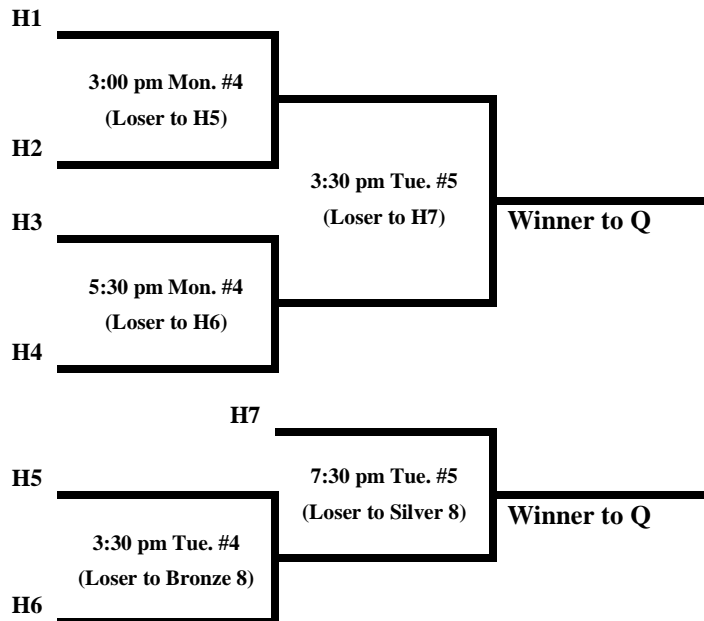 H1
3:00 pm Mon. #4
(Loser to H5)
H2
3:30 pm Tue. #5
(Loser to H7)
Winner to Q
H3
5:30 pm Mon. #4
(Loser to H6)
H4
H7
H5
7:30 pm Tue. #5
(Loser to Silver 8)
Winner to Q
3:30 pm Tue. #4
(Loser to Bronze 8)
H6